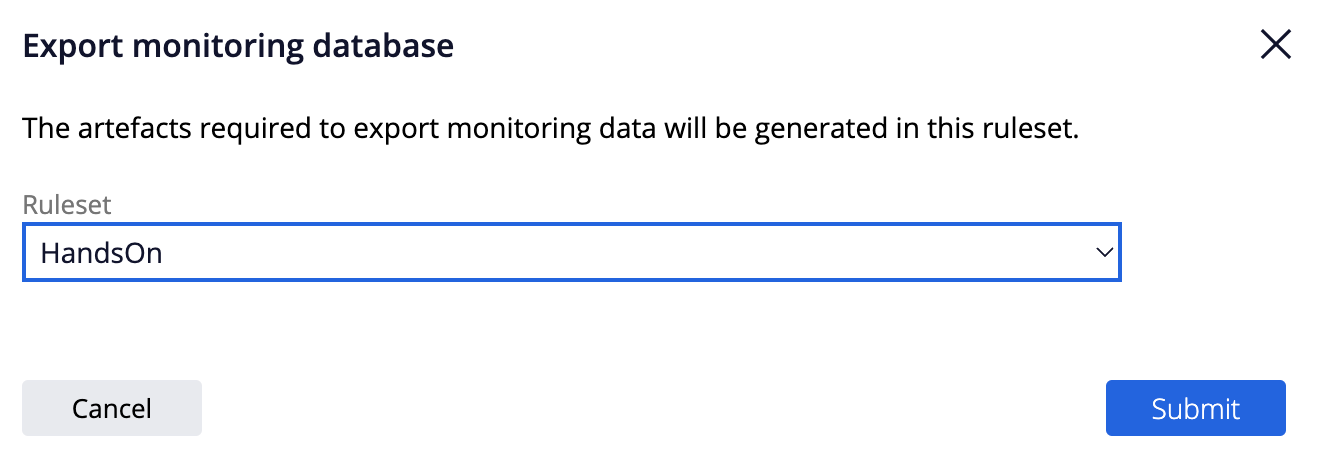 Export monitoring database
The artefacts required to export monitoring data will be generated in this ruleset.
Ruleset
HandsOn
Cancel
Submit